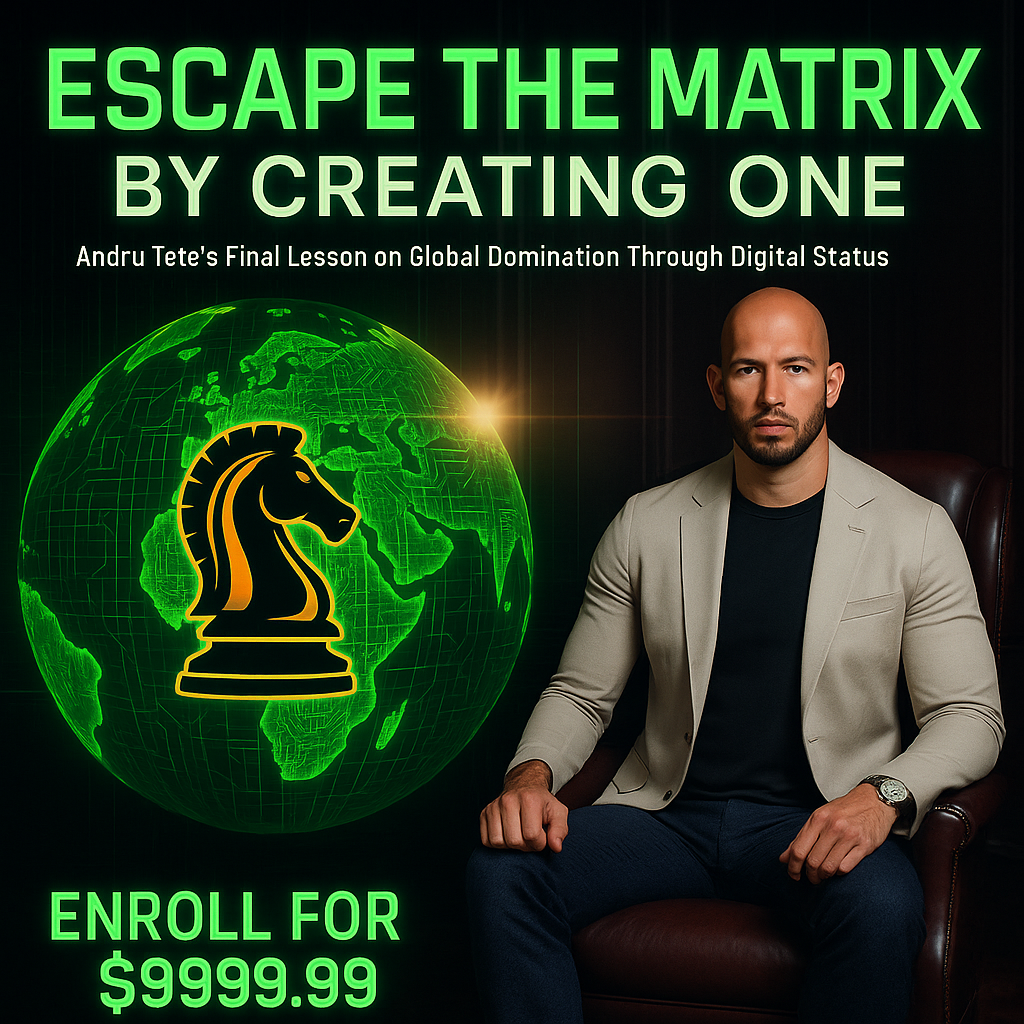 ESCAPE THE MATRIX
BY CREATING ONE
Andru Tete's Final Lesson on Global Domination Through Digital Status
ENROLL FOR
$9999.99